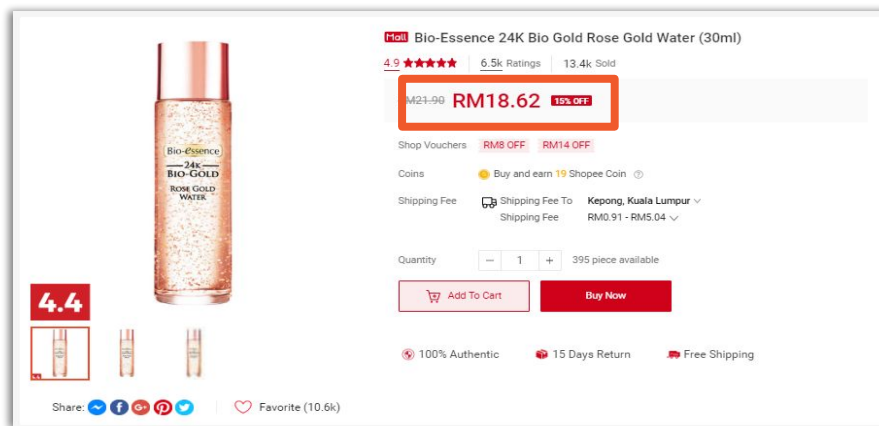 Mall Bio-Essence 24K Bio Gold Rose Gold Water (30ml)
4.9 ★★★★★ 6.5k Ratings 13.4k Sold
M21.90 RM18.62 15% OFF
Shop Vouchers RM8 OFF RM14 OFF
Coins Buy and earn 19 Shopee Coin
Shipping Fee Shipping Fee To Kepong, Kuala Lumpur
Shipping Fee RM0.91 - RM5.04
Quantity − 1 + 395 piece available
Add To Cart Buy Now
100% Authentic 15 Days Return Free Shipping
Bio-essence
24K
BIO-GOLD
ROSE GOLD
WATER
4.4
Share: Favorite (10.6k)